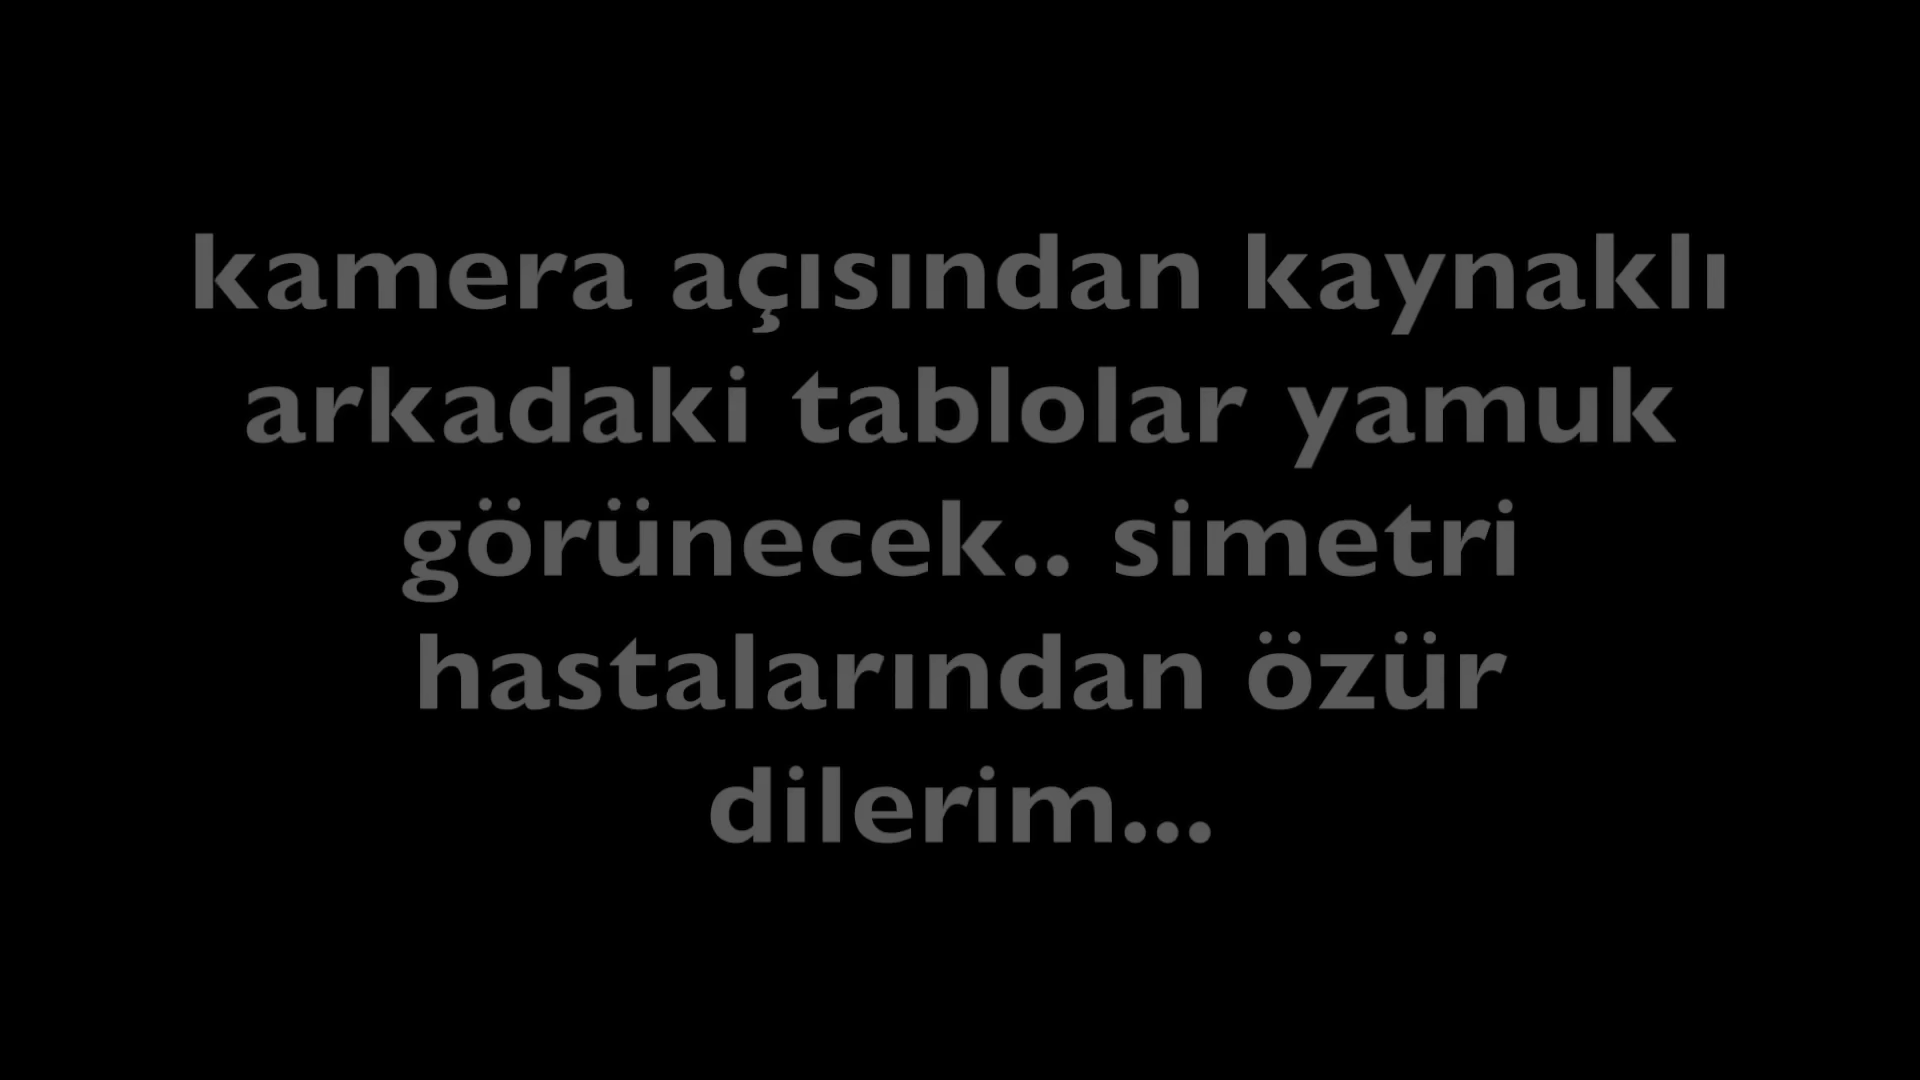 kamera açısından kaynaklı
arkadaki tablolar yamuk
görünecek.. simetri
hastalarından özür
dilerim...